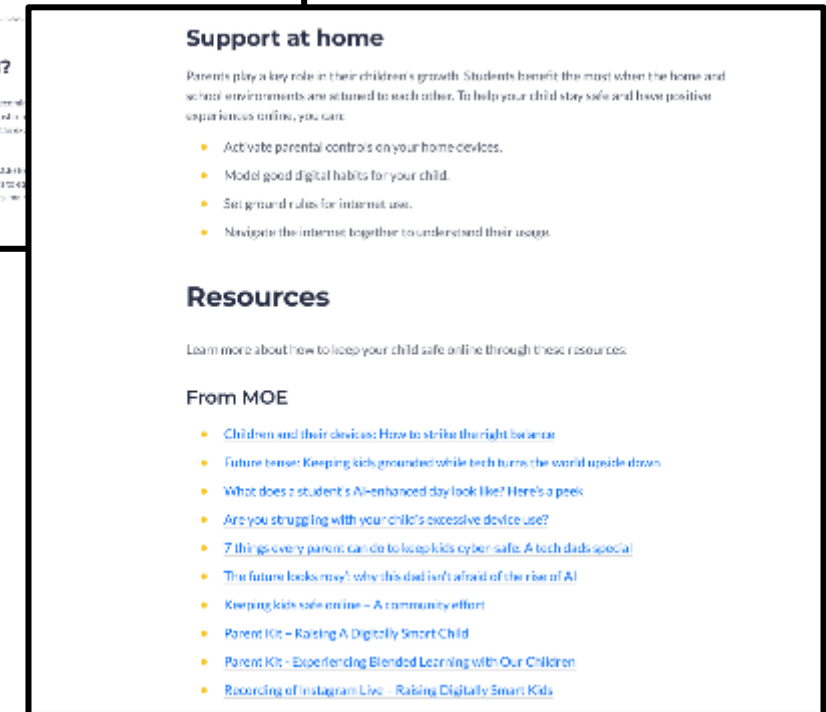 ?
Support at home
Parents play a key role in their children's growth. Students benefit the most when the home and
school environments are attuned to each other. To help your child stay safe and have positive
experiences online, you can:
Activate parental controls on your home devices.
Model good digital habits for your child.
Set ground rules for internet use.
Navigate the internet together to understand their usage.
Resources
Learn more about how to keep your child safe online through these resources:
From MOE
Children and their devices: How to strike the right balance
Future tense: Keeping kids grounded while tech turns the world upside down
What does a student's AI-enhanced day look like? Here's a peek
Are you struggling with your child's excessive device use?
7 things every parent can do to keep kids cyber-safe: A tech dads special
'The future looks rosy': why this dad isn't afraid of the rise of AI
Keeping kids safe online – A community effort
Parent Kit – Raising A Digitally Smart Child
Parent Kit - Experiencing Blended Learning with Our Children
Recording of Instagram Live – Raising Digitally Smart Kids